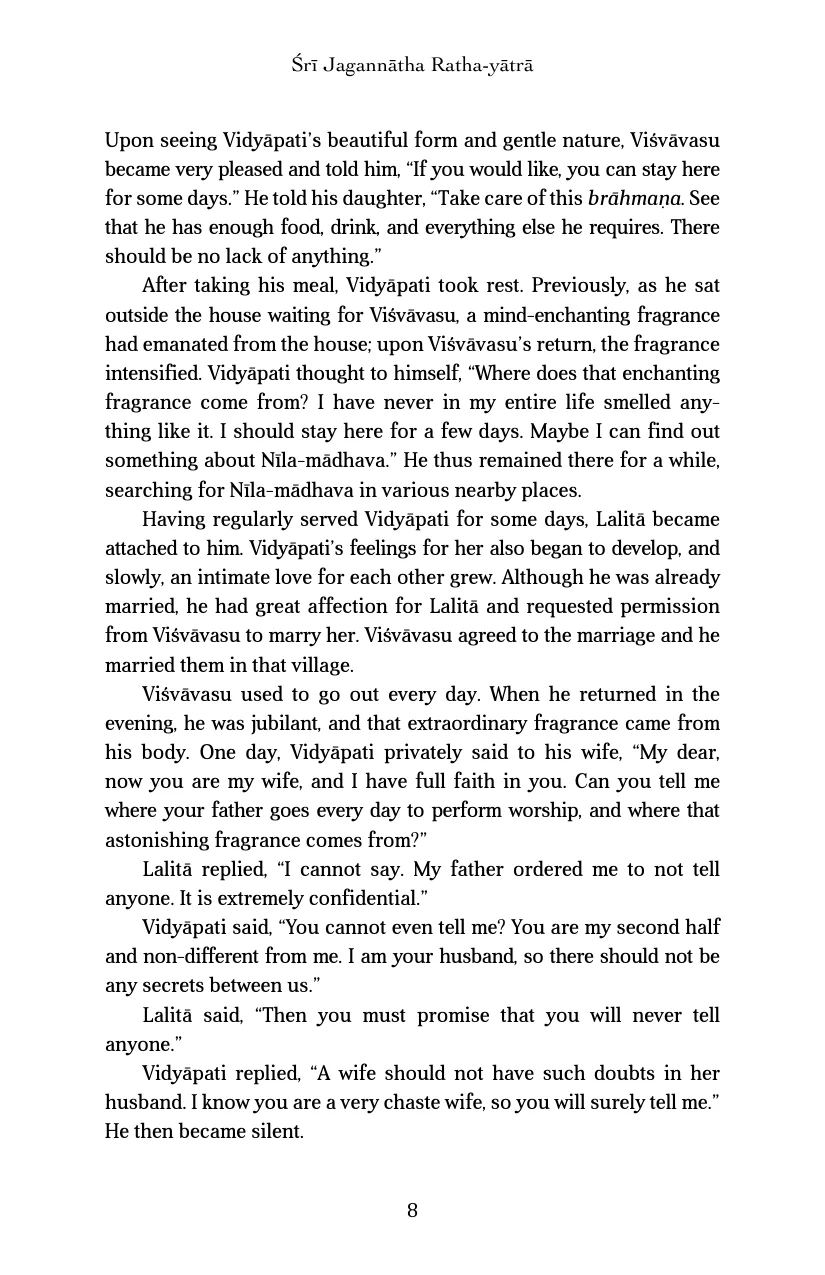 Śrī Jagannātha Ratha-yātrā
Upon seeing Vidyāpati’s beautiful form and gentle nature, Viśvāvasu
became very pleased and told him, “If you would like, you can stay here
for some days.” He told his daughter, “Take care of this brāhmaṇa. See
that he has enough food, drink, and everything else he requires. There
should be no lack of anything.”
After taking his meal, Vidyāpati took rest. Previously, as he sat
outside the house waiting for Viśvāvasu, a mind-enchanting fragrance
had emanated from the house; upon Viśvāvasu’s return, the fragrance
intensified. Vidyāpati thought to himself, “Where does that enchanting
fragrance come from? I have never in my entire life smelled any-
thing like it. I should stay here for a few days. Maybe I can find out
something about Nīla-mādhava.” He thus remained there for a while,
searching for Nīla-mādhava in various nearby places.
Having regularly served Vidyāpati for some days, Lalitā became
attached to him. Vidyāpati’s feelings for her also began to develop, and
slowly, an intimate love for each other grew. Although he was already
married, he had great affection for Lalitā and requested permission
from Viśvāvasu to marry her. Viśvāvasu agreed to the marriage and he
married them in that village.
Viśvāvasu used to go out every day. When he returned in the
evening, he was jubilant, and that extraordinary fragrance came from
his body. One day, Vidyāpati privately said to his wife, “My dear,
now you are my wife, and I have full faith in you. Can you tell me
where your father goes every day to perform worship, and where that
astonishing fragrance comes from?”
Lalitā replied, “I cannot say. My father ordered me to not tell
anyone. It is extremely confidential.”
Vidyāpati said, “You cannot even tell me? You are my second half
and non-different from me. I am your husband, so there should not be
any secrets between us.”
Lalitā said, “Then you must promise that you will never tell
anyone.”
Vidyāpati replied, “A wife should not have such doubts in her
husband. I know you are a very chaste wife, so you will surely tell me.”
He then became silent.
8